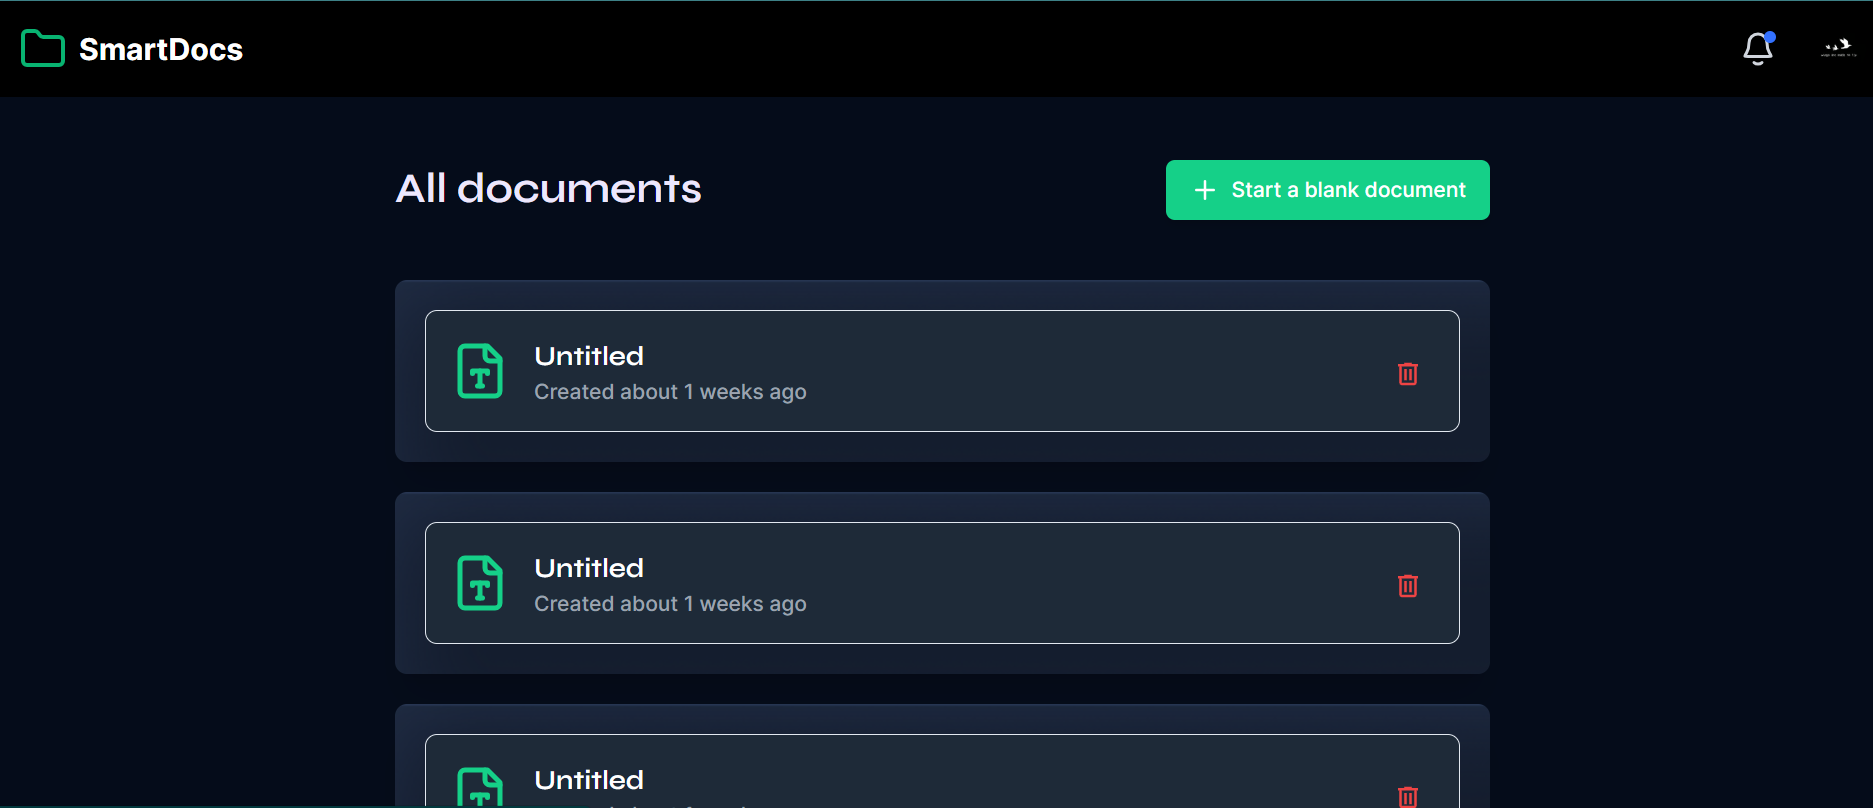 SmartDocs
All documents
Start a blank document
Untitled
Created about 1 weeks ago
Untitled
Created about 1 weeks ago
Untitled